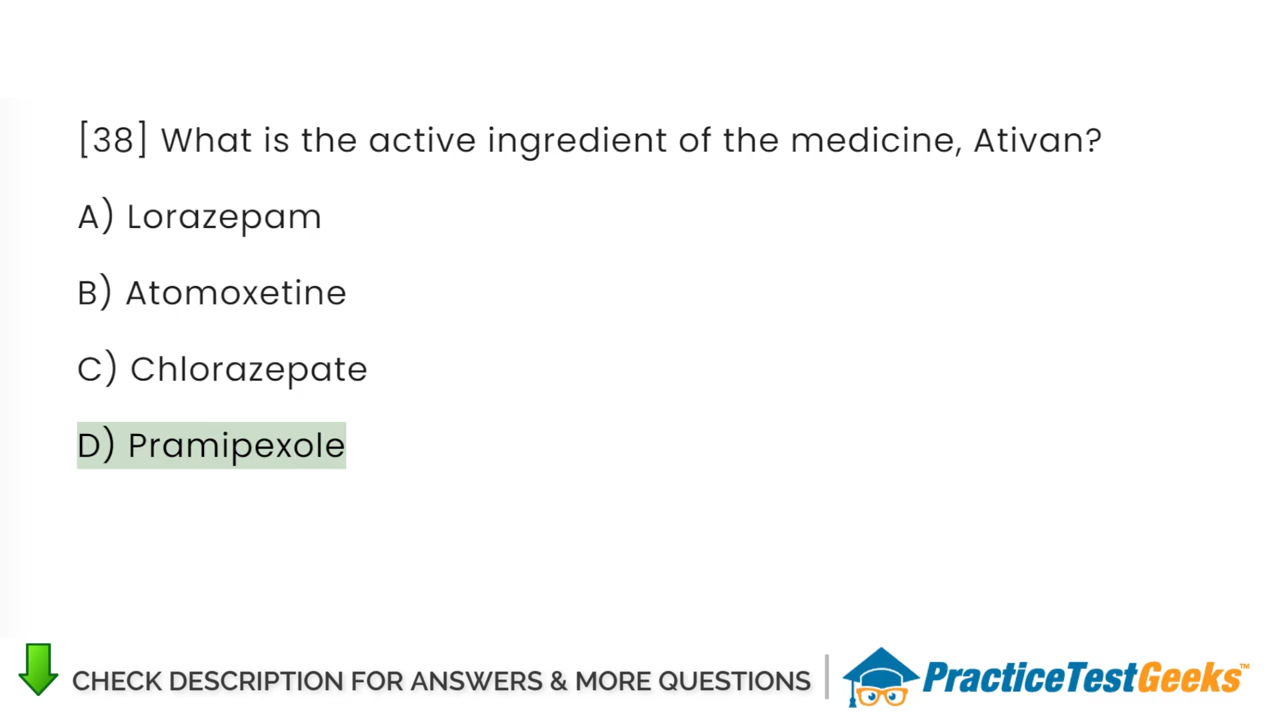 [38] What is the active ingredient of the medicine, Ativan?
A) Lorazepam
B) Atomoxetine
C) Chlorazepate
D) Pramipexole
CHECK DESCRIPTION FOR ANSWERS & MORE QUESTIONS
PracticeTestGeeks™